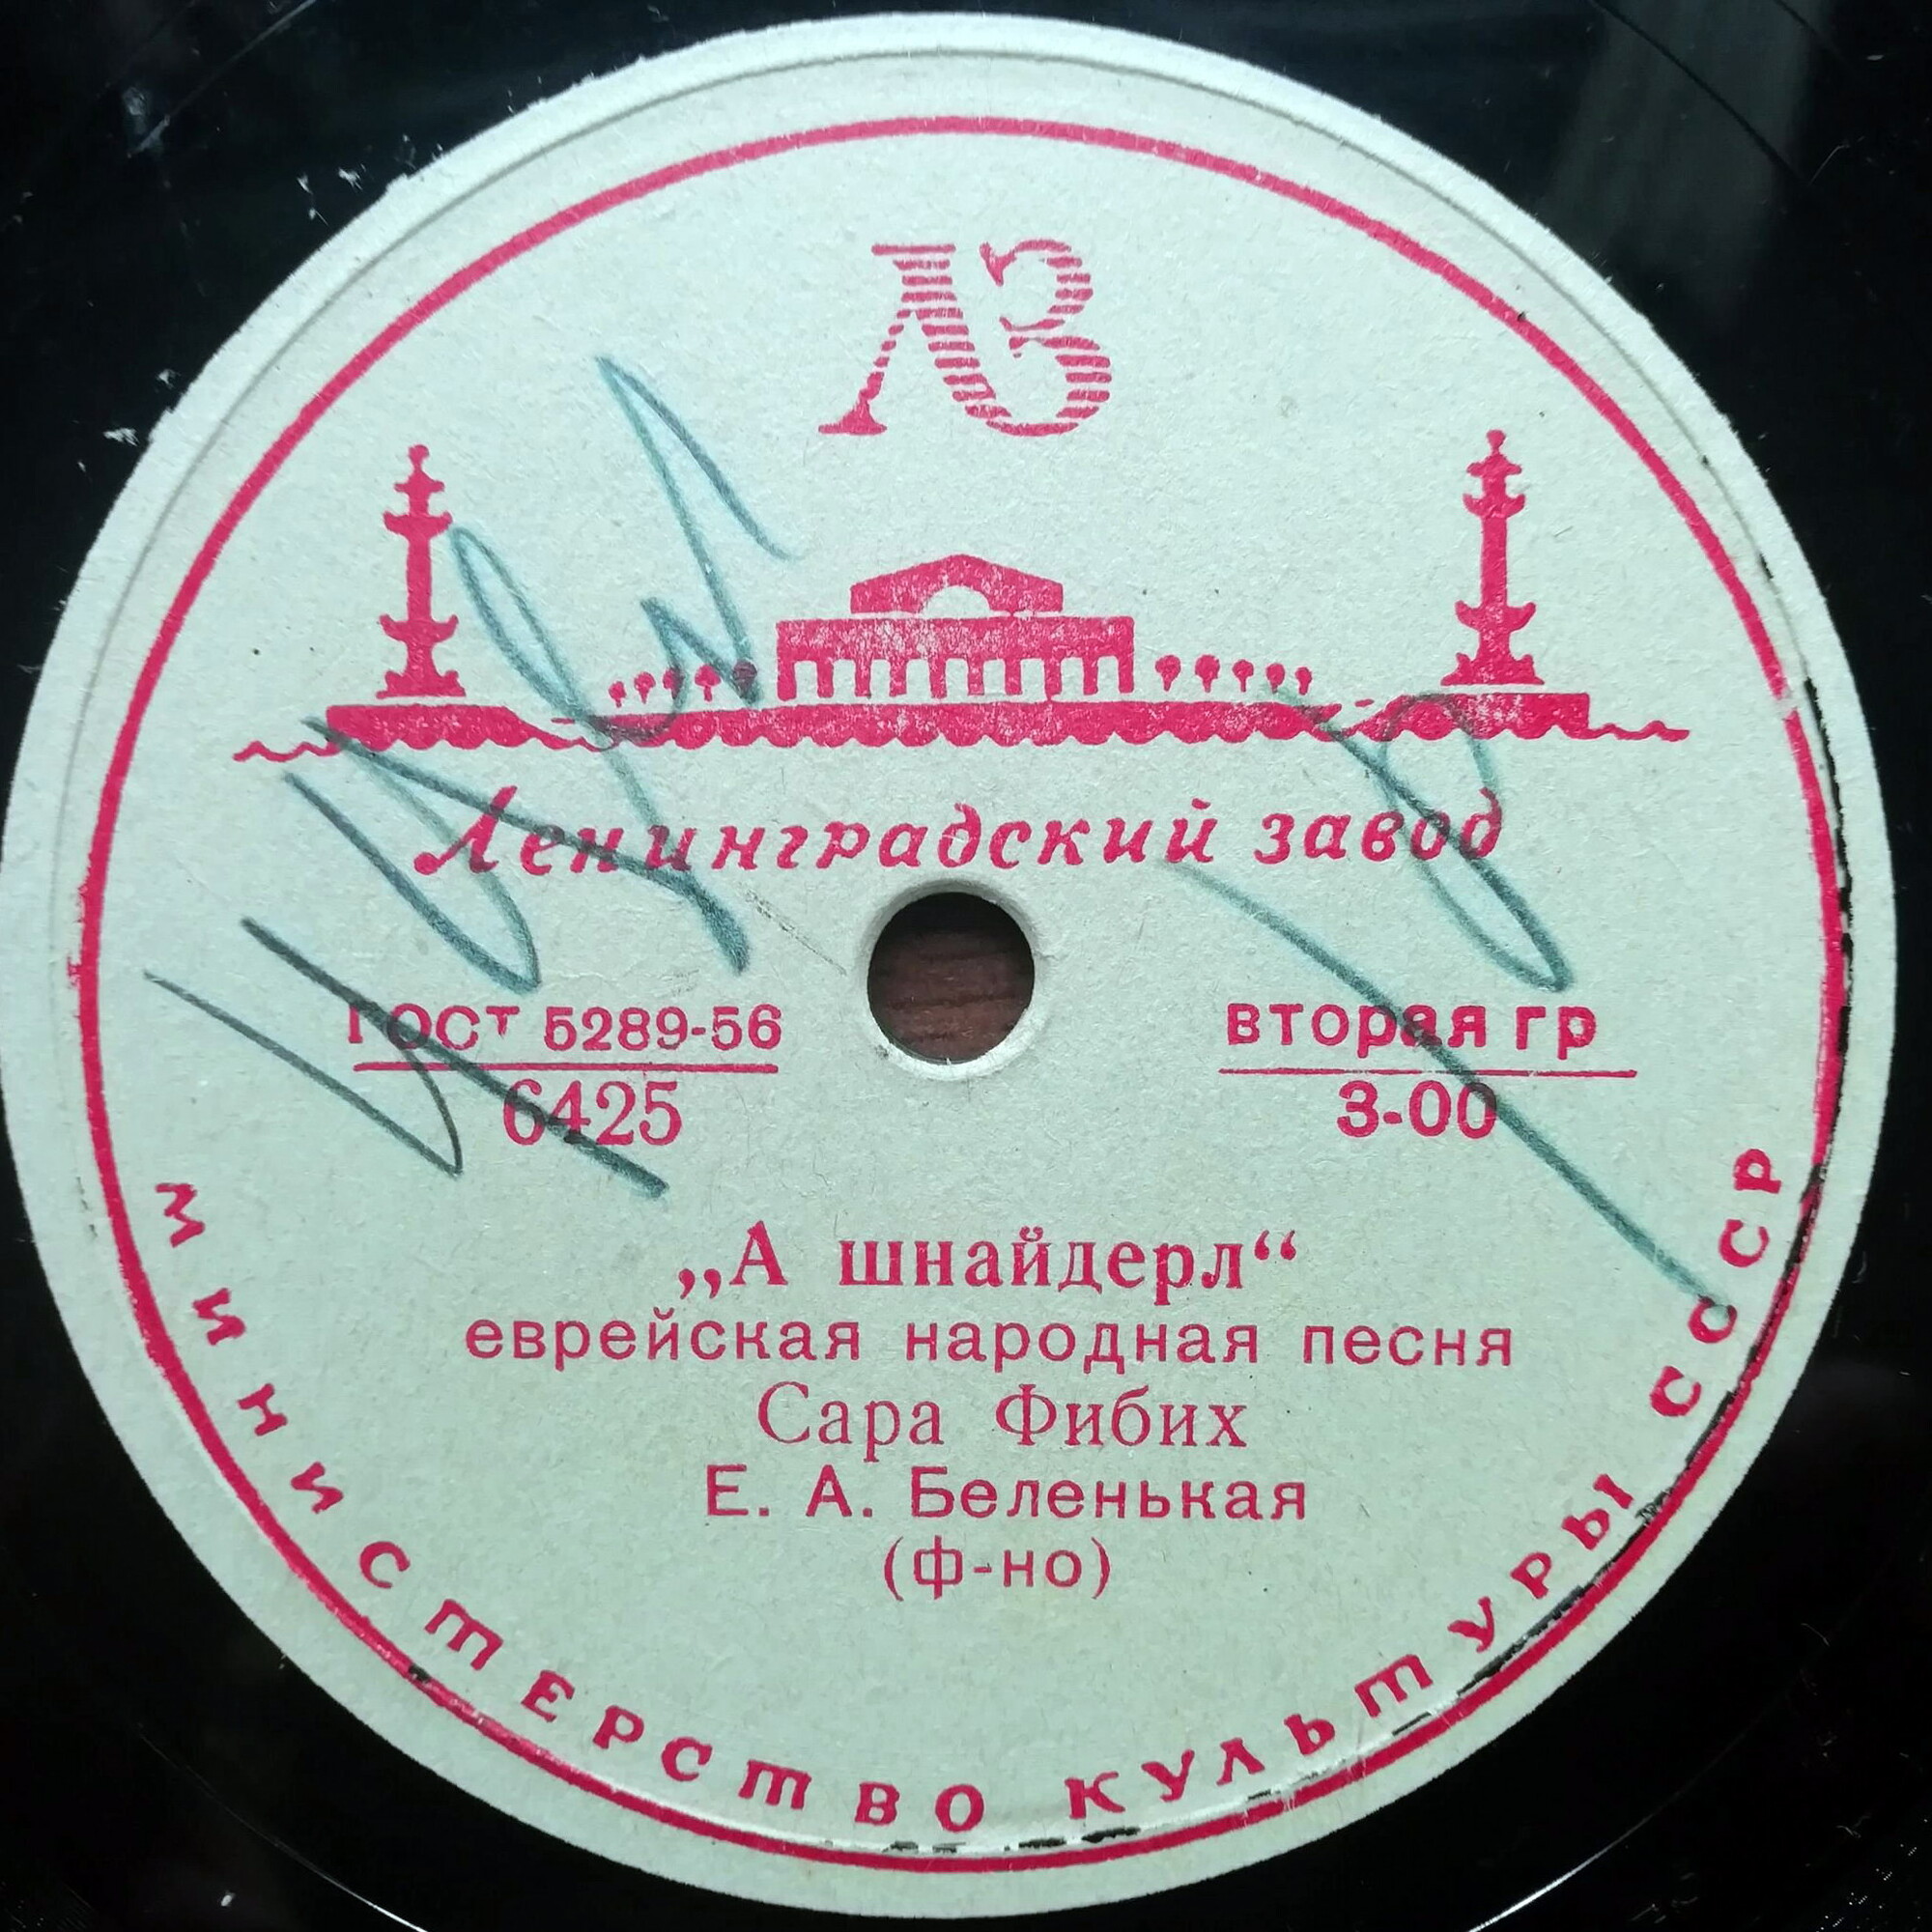 ЛЗ
Ленинградский завод
ГОСТ 5289-56
6425
вторая гр
3-00
„А шнайдерл“
еврейская народная песня
Сара Фибих
Е. А. Беленькая
(ф-но)
МИНИСТЕРСТВО КУЛЬТУРЫ СССР